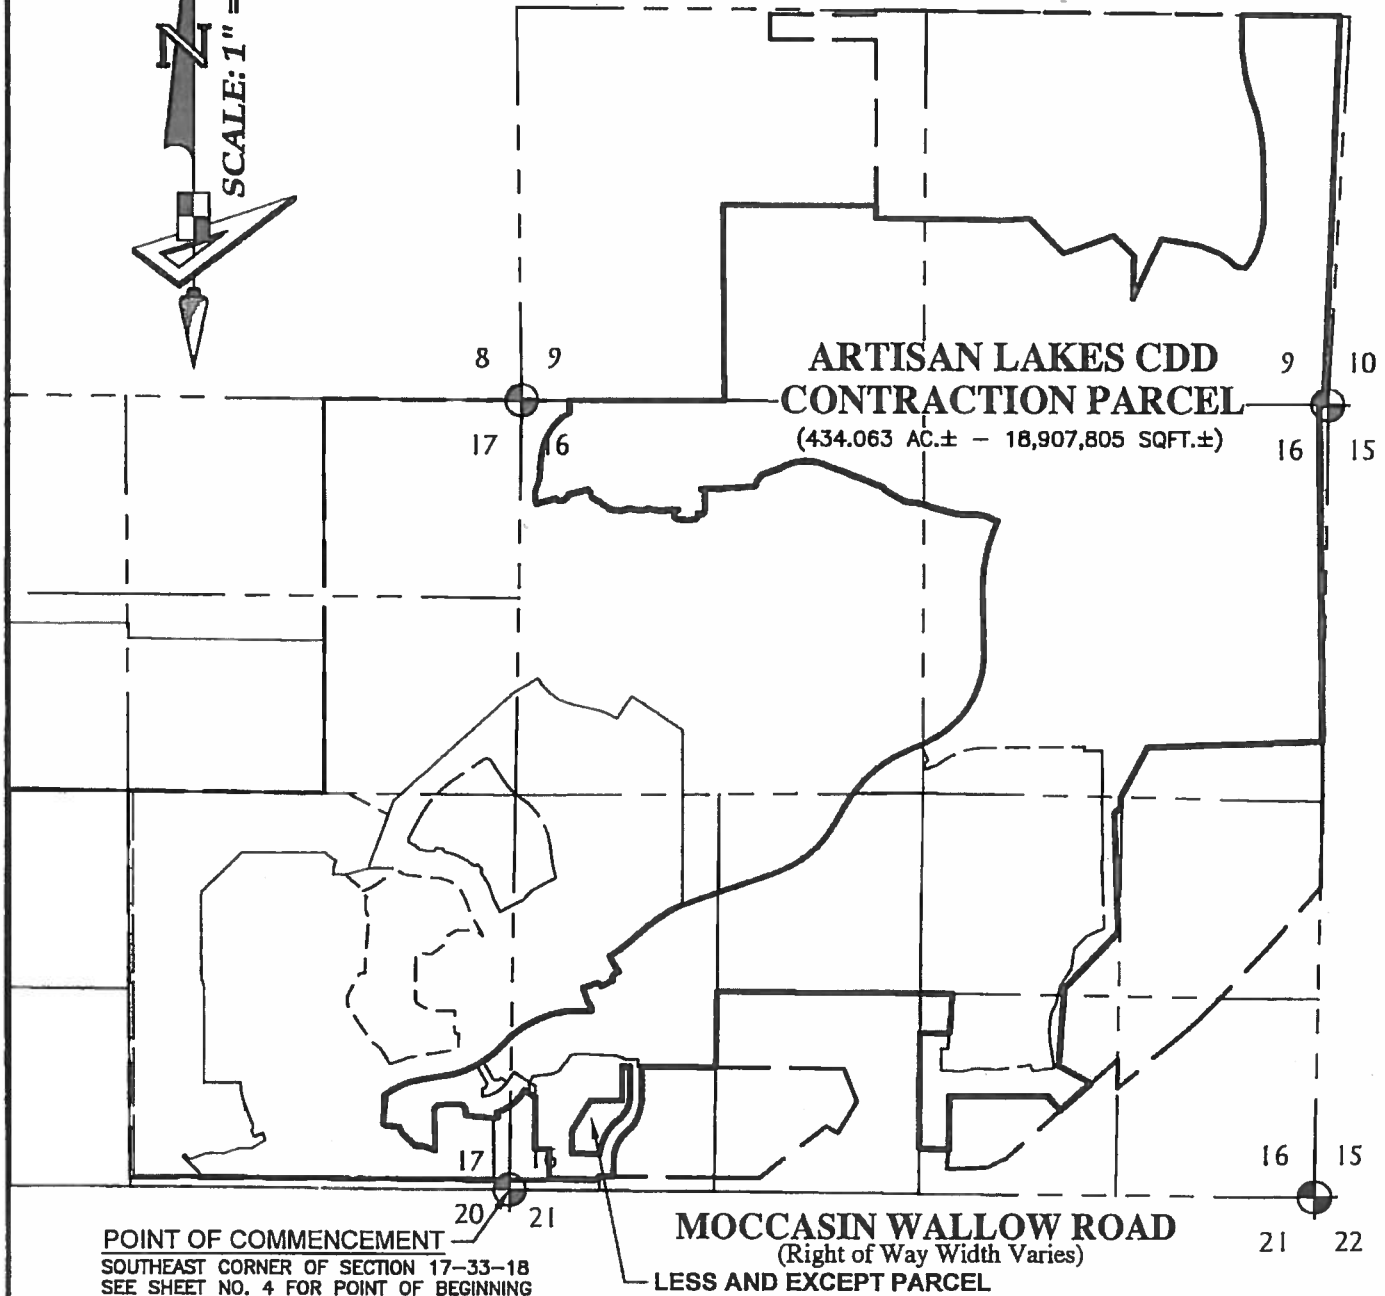 N
SCALE: 1" =
8 9
ARTISAN LAKES CDD
CONTRACTION PARCEL
(434.063 AC.± – 18,907,805 SQFT.±)
9 10
17 16
16 15
17
16 15
20 21
21 22
POINT OF COMMENCEMENT
SOUTHEAST CORNER OF SECTION 17–33–18
SEE SHEET NO. 4 FOR POINT OF BEGINNING
MOCCASIN WALLOW ROAD
(Right of Way Width Varies)
LESS AND EXCEPT PARCEL